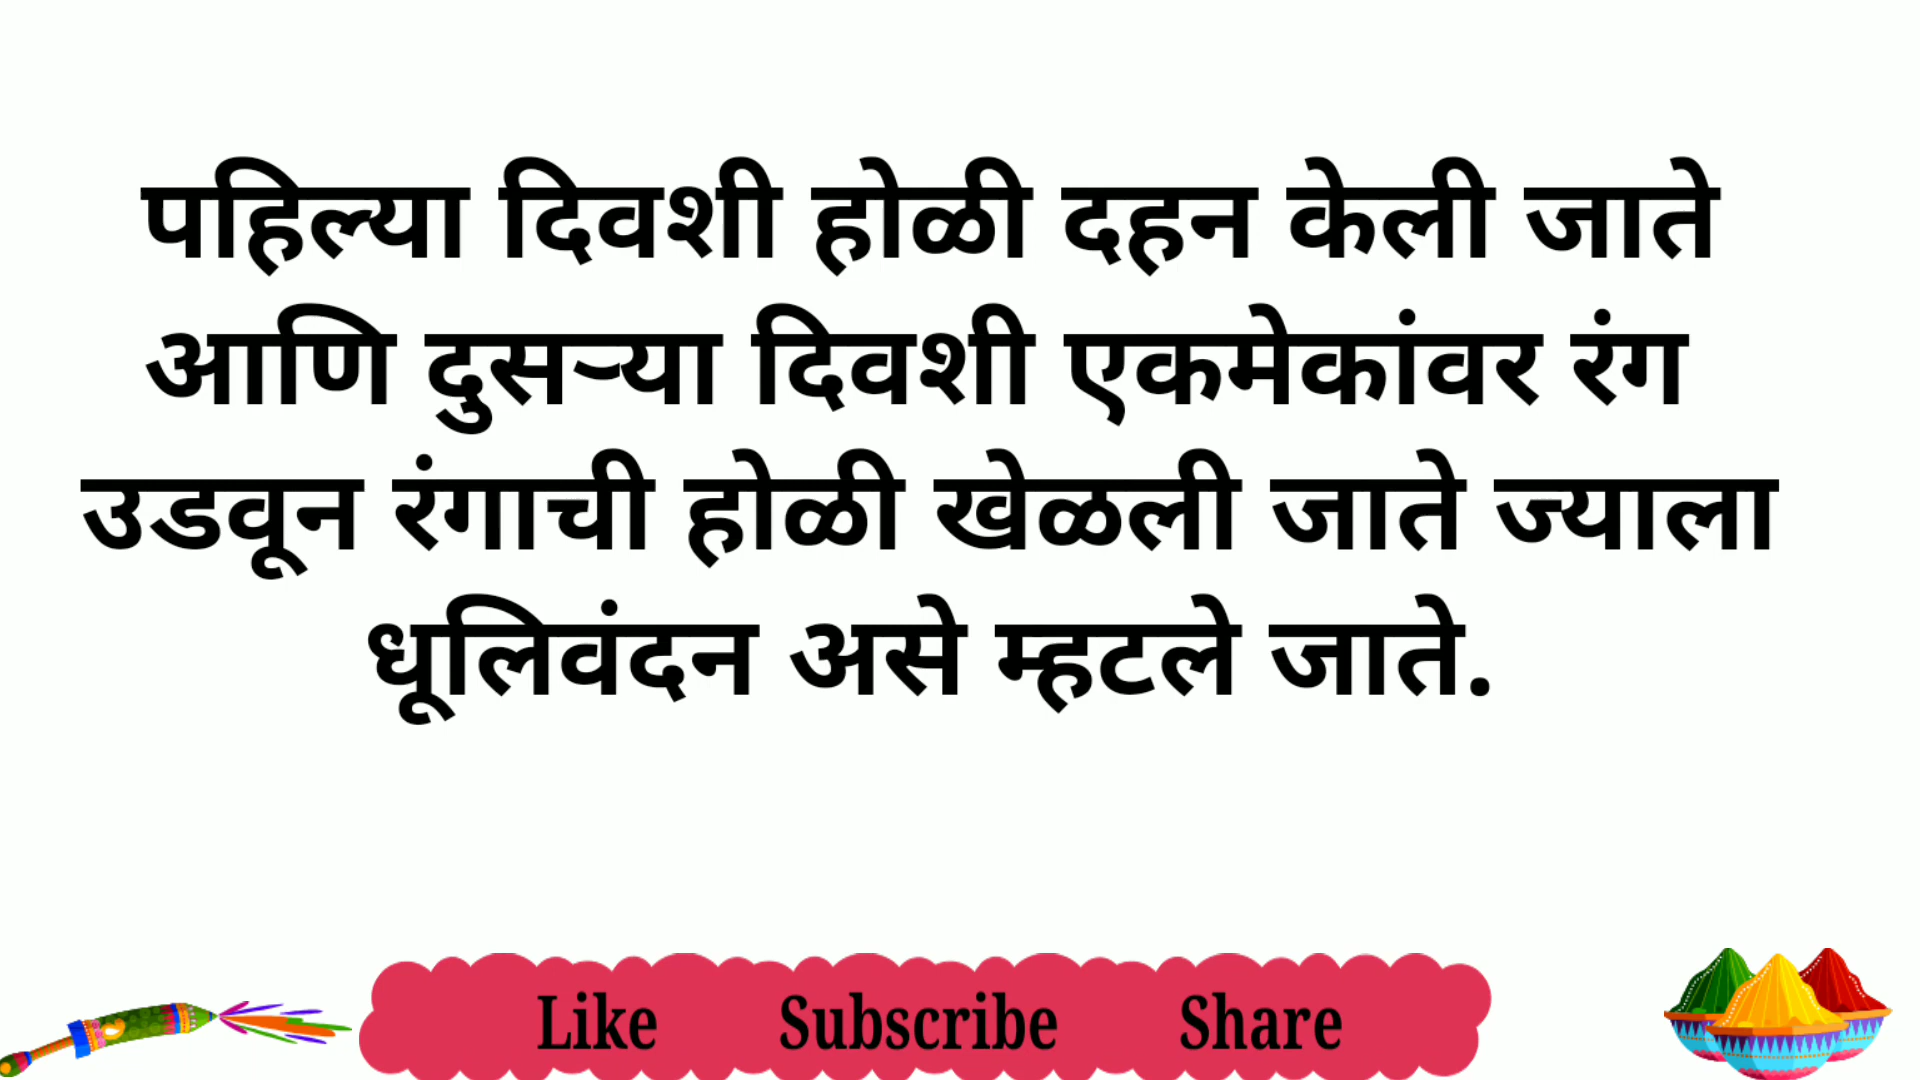 पहिल्या दिवशी होळी दहन केली जाते
आणि दुसऱ्या दिवशी एकमेकांवर रंग
उडवून रंगाची होळी खेळली जाते ज्याला
धूलिवंदन असे म्हटले जाते.
Like Subscribe Share